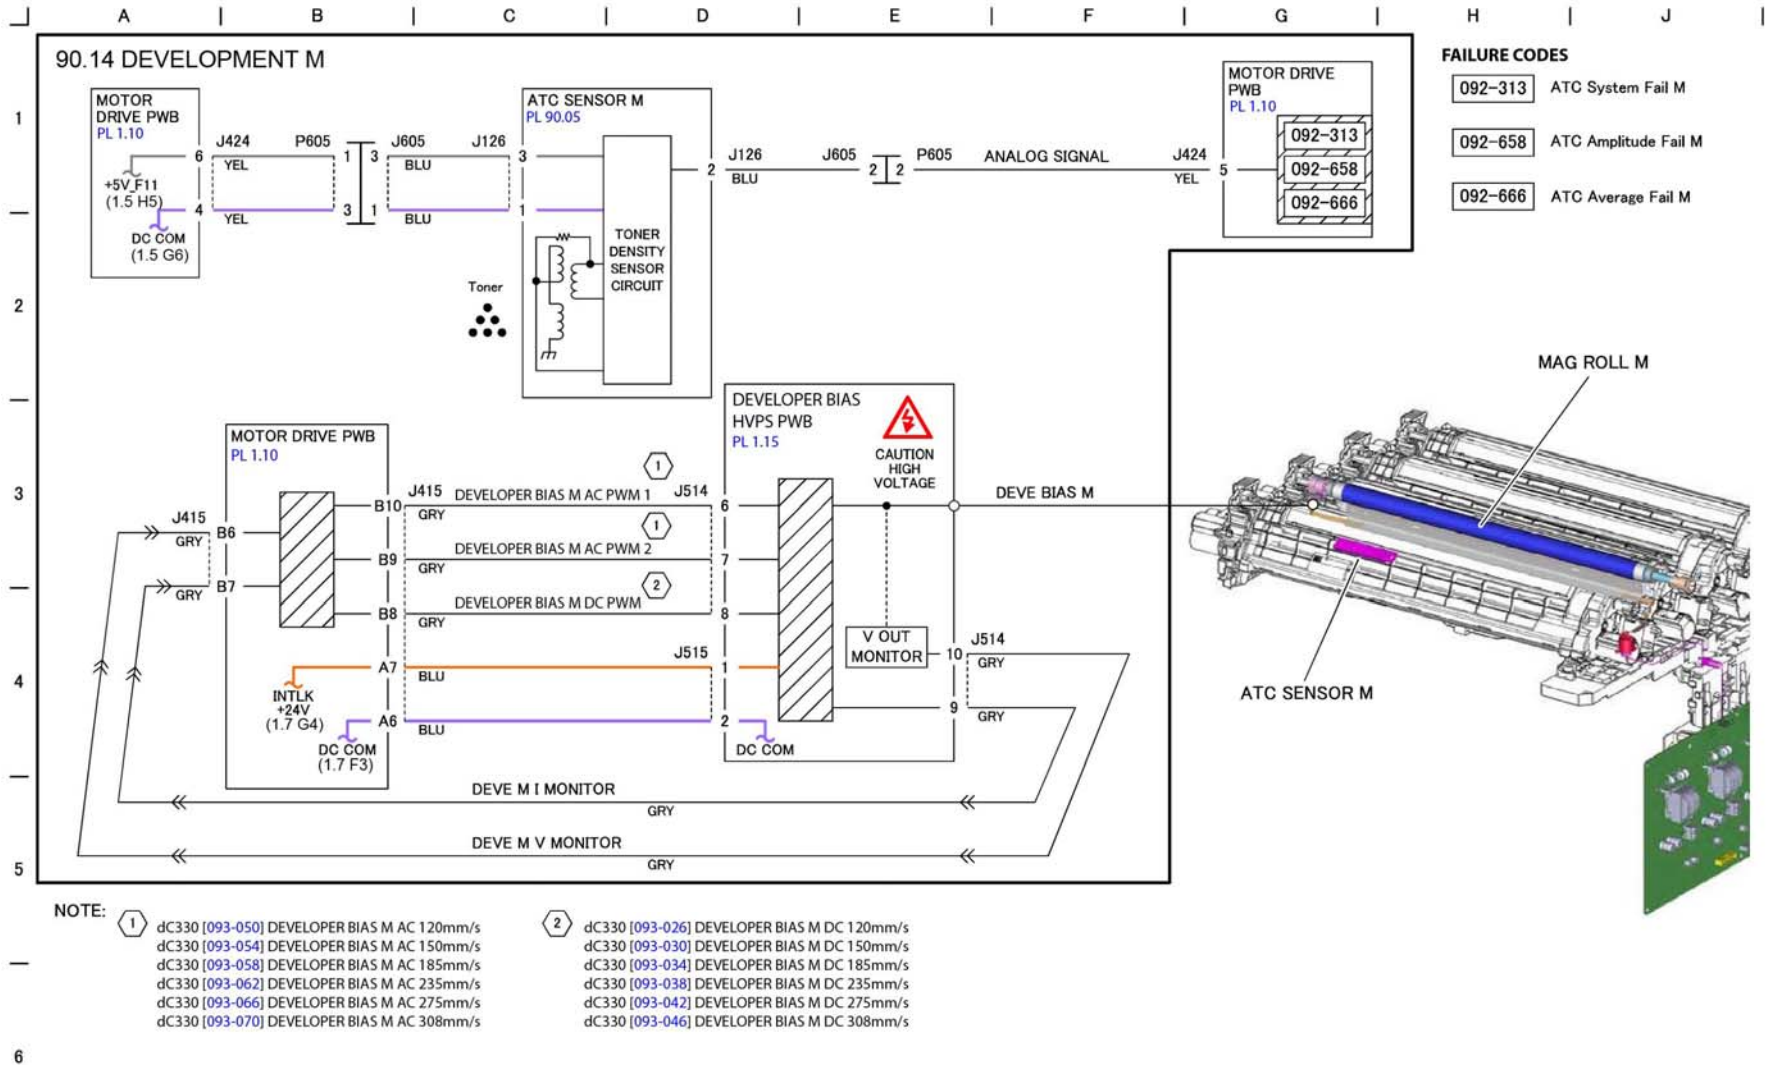 A B C D E F G H J
1
2
3
4
5
6
90.14 DEVELOPMENT M
MOTOR
DRIVE PWB
PL 1.10
6
+5V_F11
(1.5 H5)
4
DC COM
(1.5 G6)
J424 P605 J605 J126
YEL 1 3 BLU 3
YEL 3 1 BLU 1
ATC SENSOR M
PL 90.05
TONER
DENSITY
SENSOR
CIRCUIT
Toner
2
J126 J605 P605 ANALOG SIGNAL J424
BLU 2 2 YEL 5
MOTOR DRIVE
PWB
PL 1.10
092-313
092-658
092-666
FAILURE CODES
092-313 ATC System Fail M
092-658 ATC Amplitude Fail M
092-666 ATC Average Fail M
MOTOR DRIVE PWB
PL 1.10
J415
GRY B6
GRY B7
B10
B9
B8
A7
A6
INTLK
+24V
(1.7 G4)
DC COM
(1.7 F3)
1
J415 DEVELOPER BIAS M AC PWM 1 J514
GRY 6
1
DEVELOPER BIAS M AC PWM 2
GRY 7
2
DEVELOPER BIAS M DC PWM
GRY 8
J515
BLU 1
BLU 2
DEVELOPER BIAS
HVPS PWB
PL 1.15
CAUTION
HIGH
VOLTAGE
V OUT
MONITOR
DC COM
10 J514
GRY
9 GRY
DEVE BIAS M
DEVE M I MONITOR
GRY
DEVE M V MONITOR
GRY
MAG ROLL M
ATC SENSOR M
NOTE:
1
dC330 [093-050] DEVELOPER BIAS M AC 120mm/s
dC330 [093-054] DEVELOPER BIAS M AC 150mm/s
dC330 [093-058] DEVELOPER BIAS M AC 185mm/s
dC330 [093-062] DEVELOPER BIAS M AC 235mm/s
dC330 [093-066] DEVELOPER BIAS M AC 275mm/s
dC330 [093-070] DEVELOPER BIAS M AC 308mm/s
2
dC330 [093-026] DEVELOPER BIAS M DC 120mm/s
dC330 [093-030] DEVELOPER BIAS M DC 150mm/s
dC330 [093-034] DEVELOPER BIAS M DC 185mm/s
dC330 [093-038] DEVELOPER BIAS M DC 235mm/s
dC330 [093-042] DEVELOPER BIAS M DC 275mm/s
dC330 [093-046] DEVELOPER BIAS M DC 308mm/s